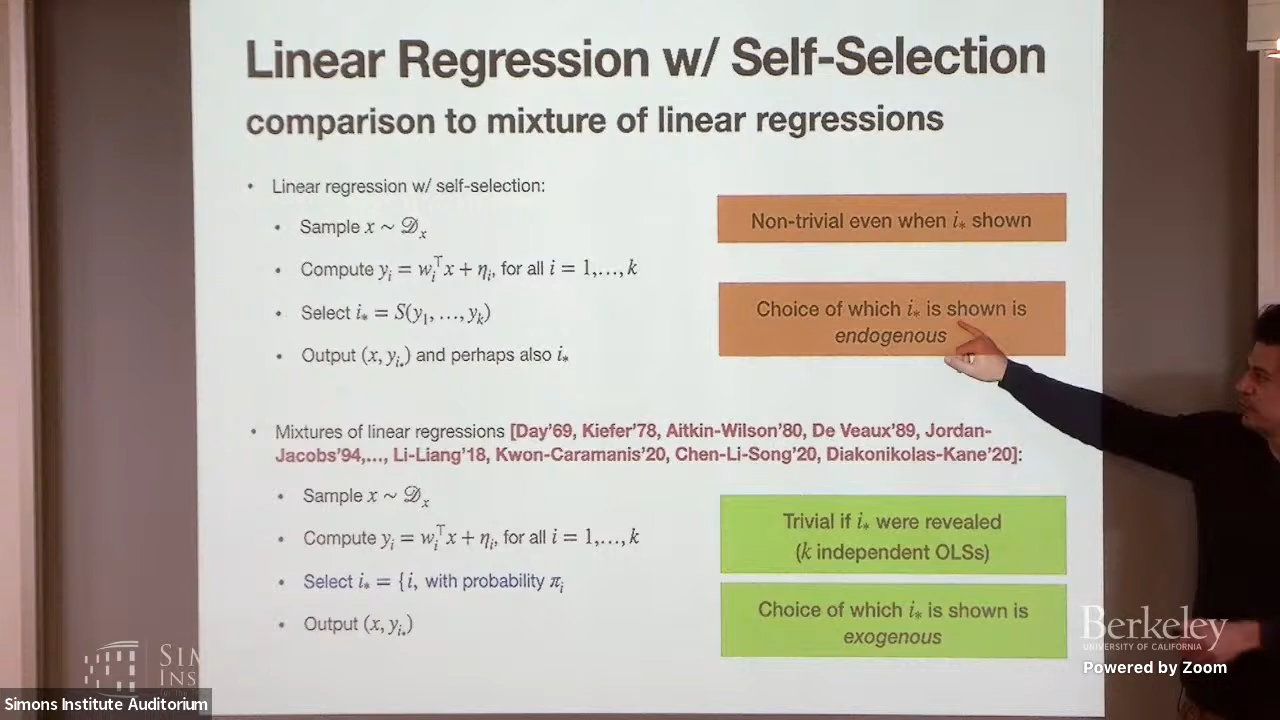 Linear Regression w/ Self-Selection
comparison to mixture of linear regressions
• Linear regression w/ self-selection:
• Sample x ~ 𝒟ₓ
• Compute yᵢ = wᵢᵀx + ηᵢ, for all i = 1,…,k
• Select i* = S(y₁, …, yₖ)
• Output (x, yᵢ*) and perhaps also i*
Non-trivial even when i* shown
Choice of which i* is shown is
endogenous
• Mixtures of linear regressions [Day'69, Kiefer'78, Aitkin-Wilson'80, De Veaux'89, Jordan-
Jacobs'94,…, Li-Liang'18, Kwon-Caramanis'20, Chen-Li-Song'20, Diakonikolas-Kane'20]:
• Sample x ~ 𝒟ₓ
• Compute yᵢ = wᵢᵀx + ηᵢ, for all i = 1,…,k
• Select i* = {i, with probability πᵢ
• Output (x, yᵢ*)
Trivial if i* were revealed
(k independent OLSs)
Choice of which i* is shown is
exogenous
Berkeley
UNIVERSITY OF CALIFORNIA
Powered by Zoom
Simons Institute Auditorium